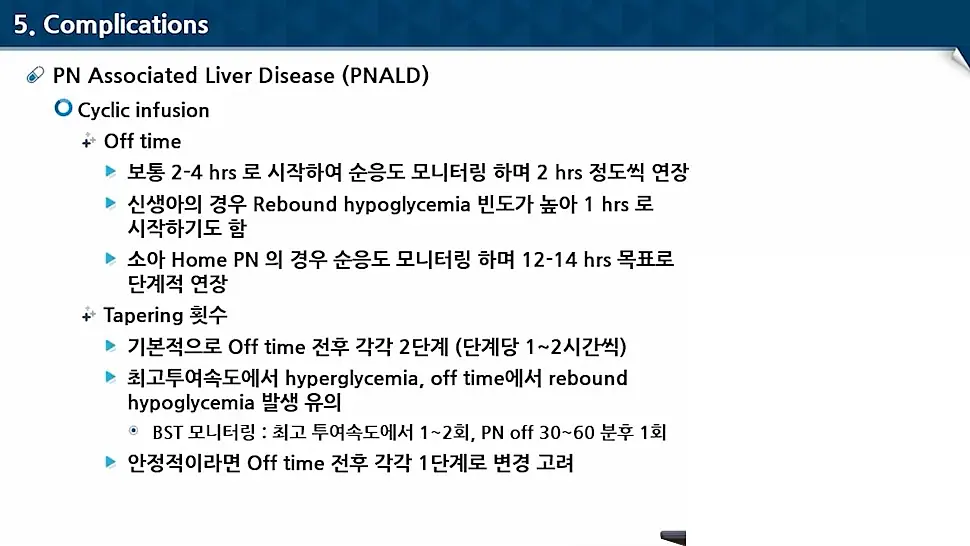 5. Complications
PN Associated Liver Disease (PNALD)
Cyclic infusion
Off time
보통 2-4 hrs 로 시작하여 순응도 모니터링 하며 2 hrs 정도씩 연장
신생아의 경우 Rebound hypoglycemia 빈도가 높아 1 hrs 로
시작하기도 함
소아 Home PN 의 경우 순응도 모니터링 하며 12-14 hrs 목표로
단계적 연장
Tapering 횟수
기본적으로 Off time 전후 각각 2단계 (단계당 1~2시간씩)
최고투여속도에서 hyperglycemia, off time에서 rebound
hypoglycemia 발생 유의
BST 모니터링 : 최고 투여속도에서 1~2회, PN off 30~60 분후 1회
안정적이라면 Off time 전후 각각 1단계로 변경 고려